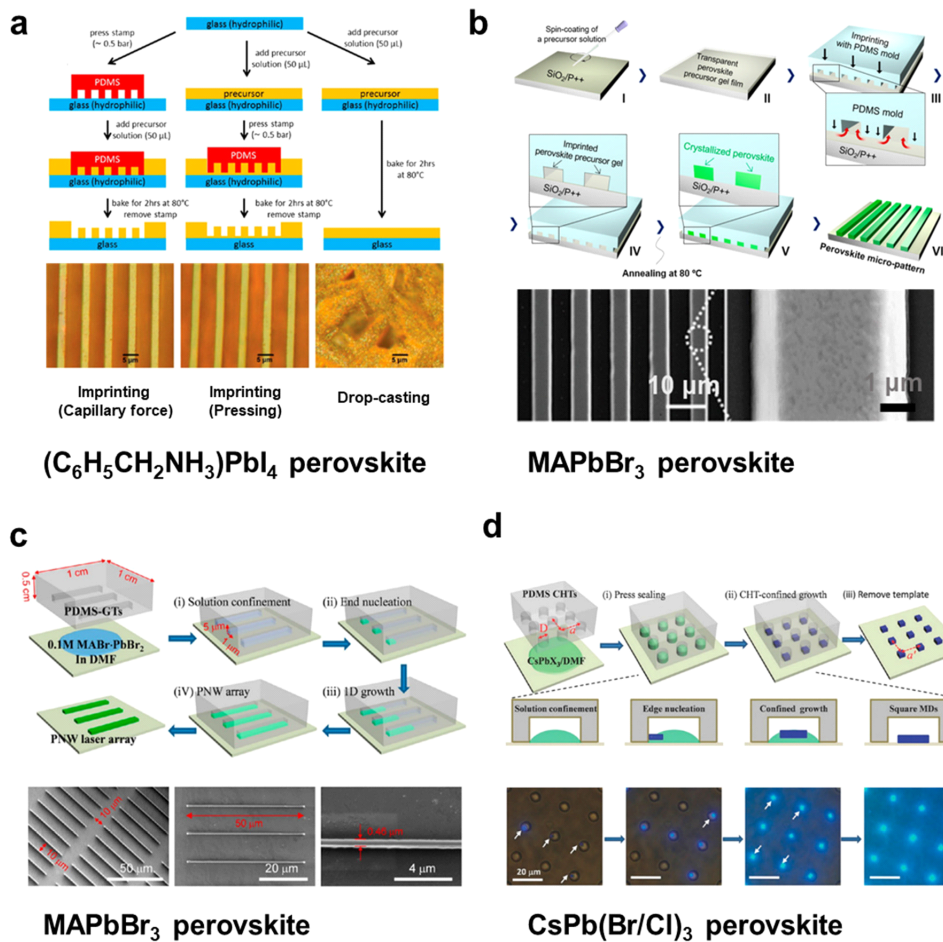 a
glass (hydrophilic)
press stamp
(~ 0.5 bar)
add precursor
solution (50 µL)
add precursor
solution (50 µL)
PDMS
glass (hydrophilic)
precursor
glass (hydrophilic)
precursor
glass (hydrophilic)
add precursor
solution (50 µL)
press stamp
(~ 0.5 bar)
bake for 2hrs
at 80°C
PDMS
glass (hydrophilic)
PDMS
glass (hydrophilic)
bake for 2hrs at 80°C
remove stamp
bake for 2hrs at 80°C
remove stamp
glass
glass
glass
5 µm
5 µm
5 µm
Imprinting
(Capillary force)
Imprinting
(Pressing)
Drop-casting
(C6H5CH2NH3)PbI4 perovskite
b
Spin-coating of
a precursor solution
SiO2/P++
I
Transparent
perovskite
precursor gel film
II
Imprinting
with PDMS mold
III
PDMS mold
SiO2/P++
Imprinted
perovskite precursor gel
SiO2/P++
IV
Crystallized perovskite
SiO2/P++
V
Annealing at 80 ºC
VI
Perovskite micro-pattern
10 µm
1 µm
MAPbBr3 perovskite
c
0.5 cm
1 cm
1 cm
PDMS-GTs
0.1M MABr·PbBr2
In DMF
(i) Solution confinement
5 µm
1 µm
(ii) End nucleation
(iii) 1D growth
(iV) PNW array
PNW laser array
10 µm
10 µm
50 µm
50 µm
20 µm
0.48 µm
4 µm
MAPbBr3 perovskite
d
PDMS CHTs
D
d
CsPbX3/DMF
(i) Press sealing
(ii) CHT-confined growth
(iii) Remove template
d
Solution confinement
Edge nucleation
Confined growth
Square MDs
20 µm
CsPb(Br/Cl)3 perovskite